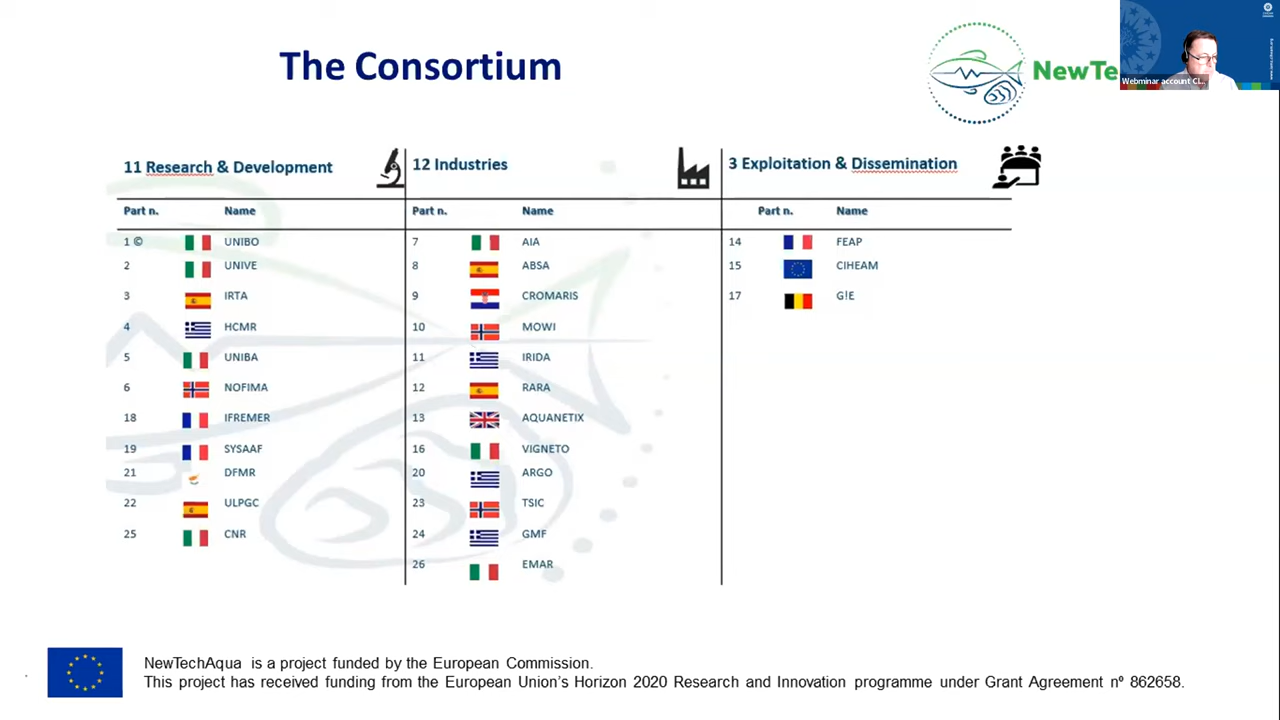 The Consortium
NewTe
Webminar account CL..
11 Research & Development
12 Industries
3 Exploitation & Dissemination
Part n. Name
Part n. Name
Part n. Name
1 © UNIBO
7 AIA
14 FEAP
2 UNIVE
8 ABSA
15 CIHEAM
3 IRTA
9 CROMARIS
17 G!E
4 HCMR
10 MOWI
5 UNIBA
11 IRIDA
6 NOFIMA
12 RARA
18 IFREMER
13 AQUANETIX
19 SYSAAF
16 VIGNETO
21 DFMR
20 ARGO
22 ULPGC
23 TSIC
25 CNR
24 GMF
26 EMAR
NewTechAqua is a project funded by the European Commission.
This project has received funding from the European Union's Horizon 2020 Research and Innovation programme under Grant Agreement nº 862658.